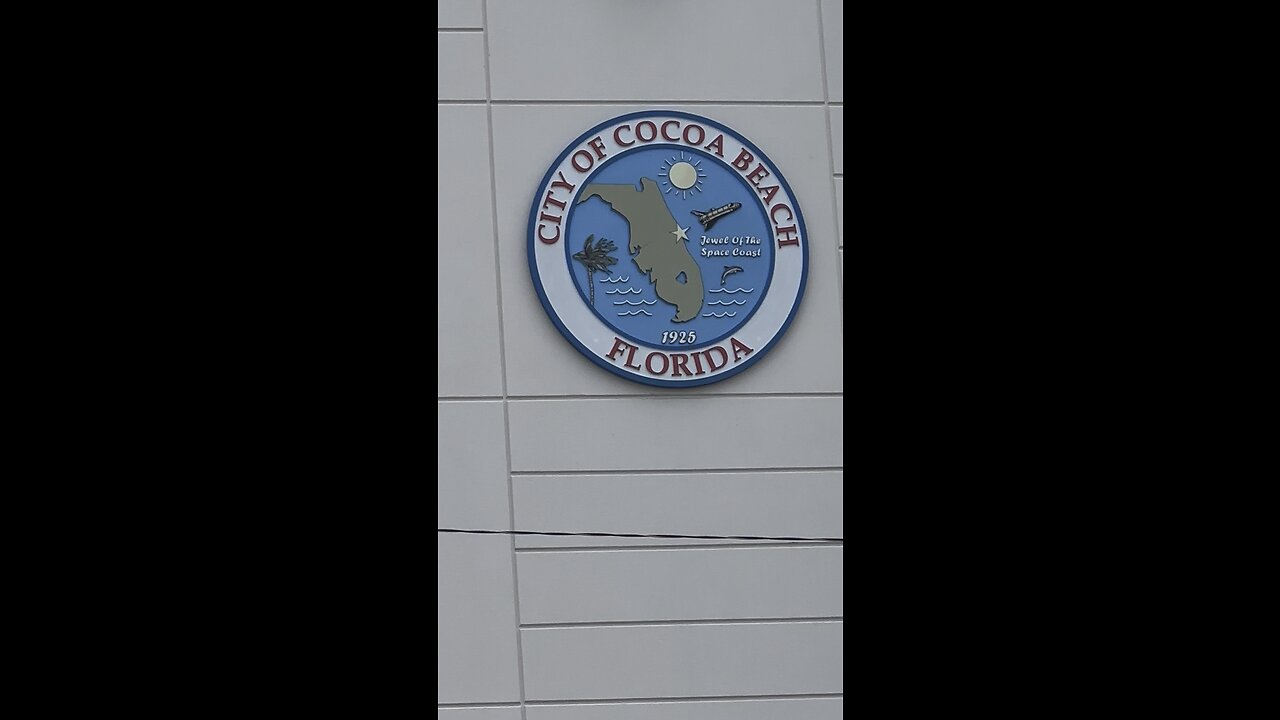 CITY OF COCOA BEACH
Jewel Of The
Space Coast
1925
FLORIDA